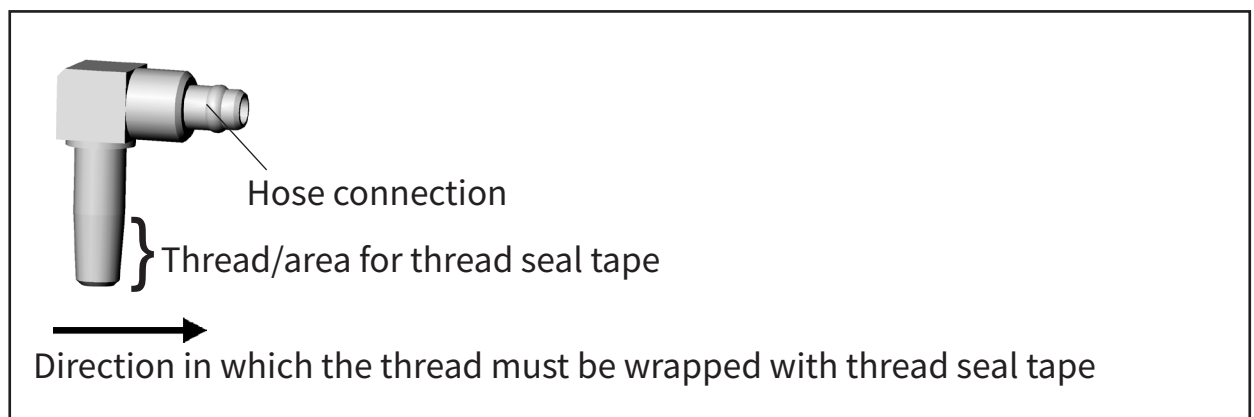 Hose connection
Thread/area for thread seal tape
Direction in which the thread must be wrapped with thread seal tape